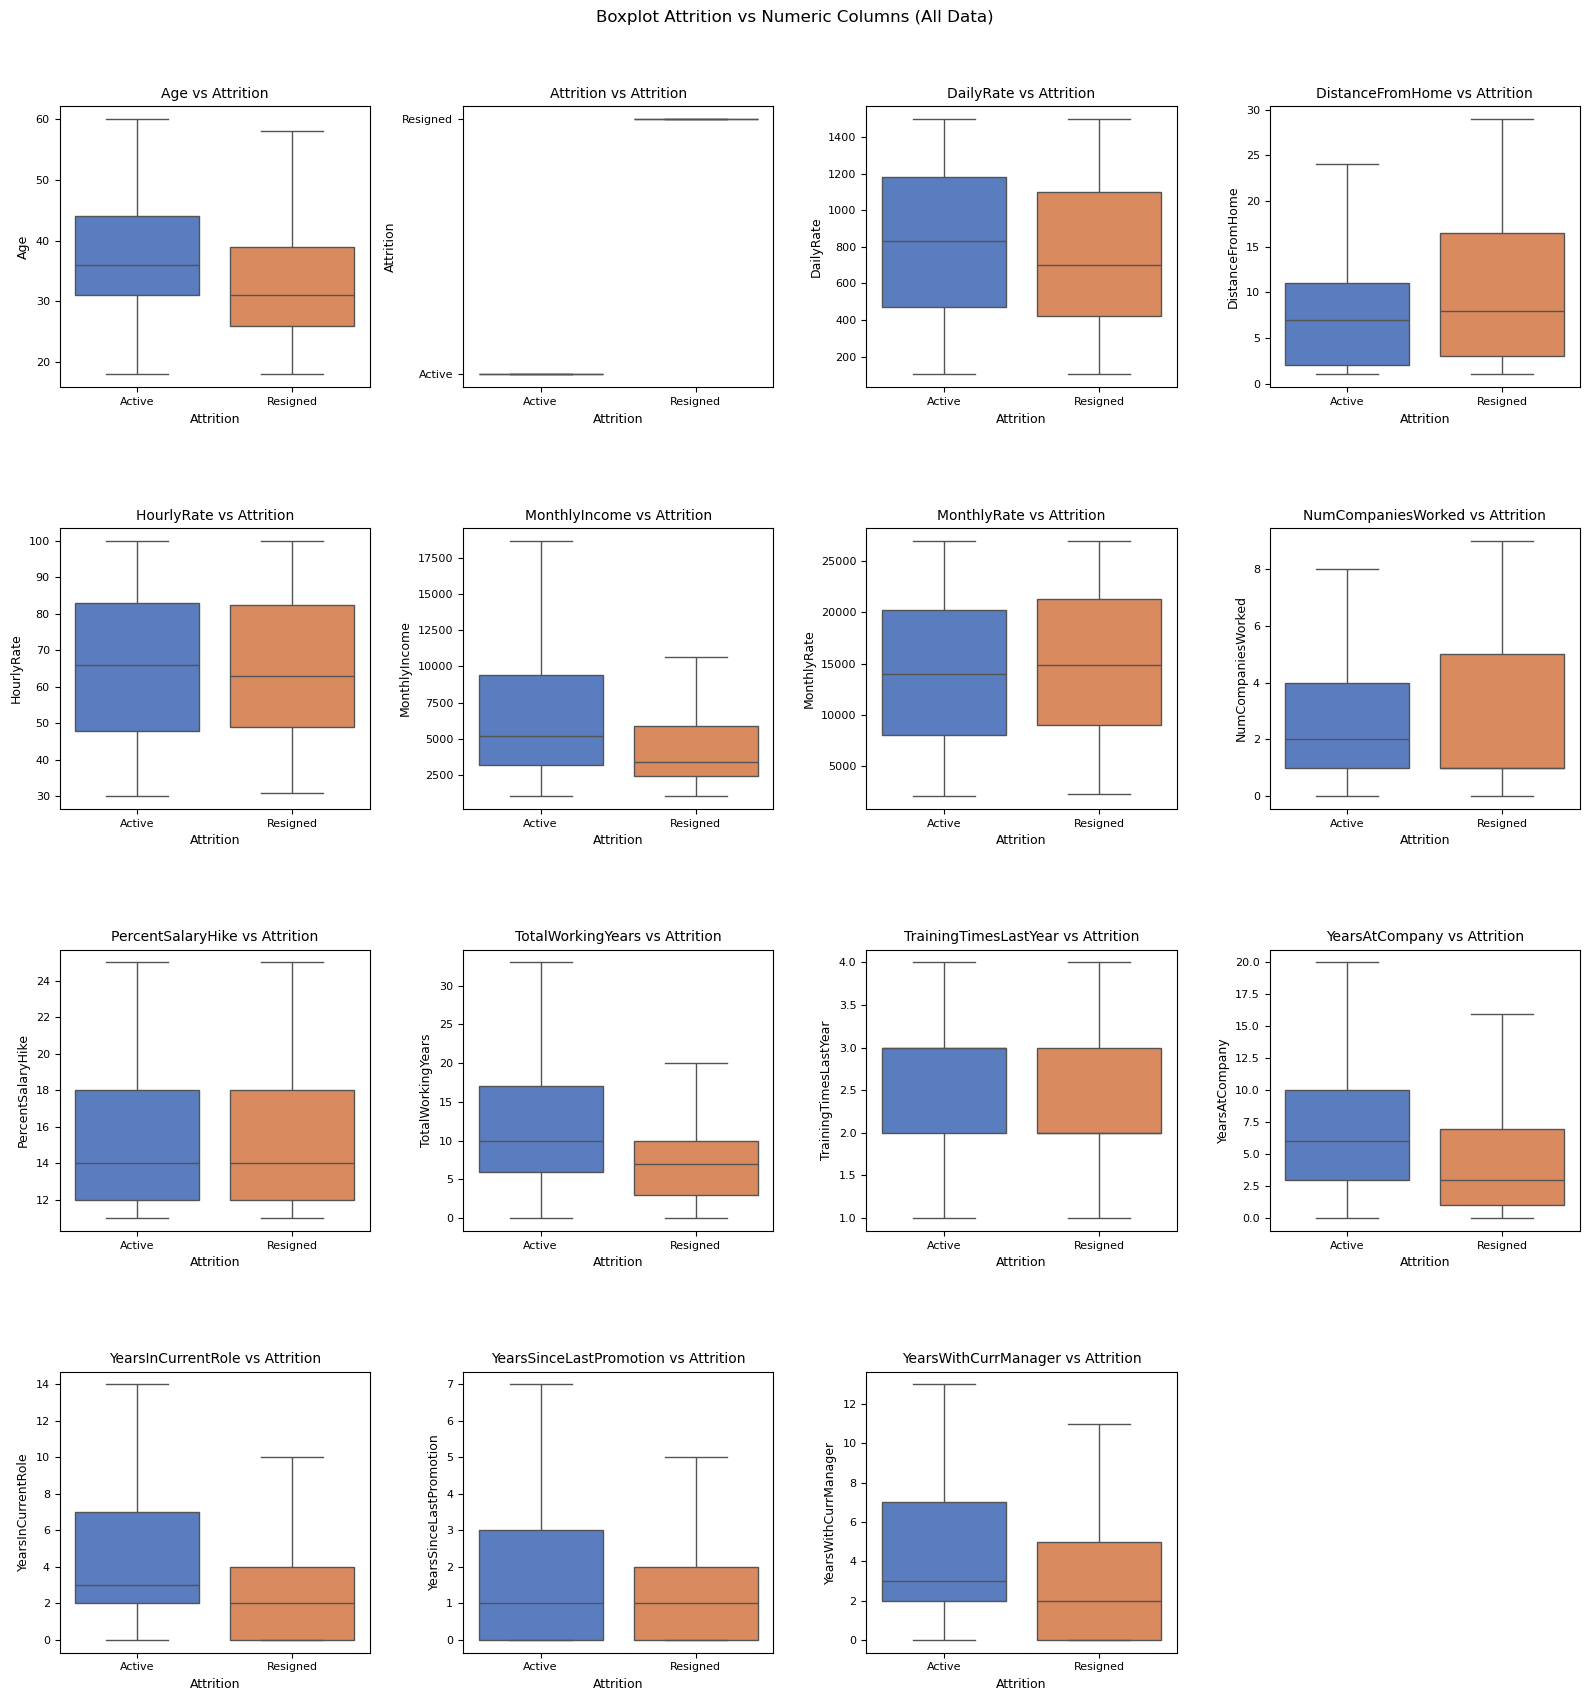 Boxplot Attrition vs Numeric Columns (All Data)
Age vs Attrition
Age
60
50
40
30
20
Active Resigned
Attrition
Attrition vs Attrition
Attrition
Resigned
Active
Active Resigned
Attrition
DailyRate vs Attrition
DailyRate
1400
1200
1000
800
600
400
200
Active Resigned
Attrition
DistanceFromHome vs Attrition
DistanceFromHome
30
25
20
15
10
5
0
Active Resigned
Attrition
HourlyRate vs Attrition
HourlyRate
100
90
80
70
60
50
40
30
Active Resigned
Attrition
MonthlyIncome vs Attrition
MonthlyIncome
17500
15000
12500
10000
7500
5000
2500
Active Resigned
Attrition
MonthlyRate vs Attrition
MonthlyRate
25000
20000
15000
10000
5000
Active Resigned
Attrition
NumCompaniesWorked vs Attrition
NumCompaniesWorked
8
6
4
2
0
Active Resigned
Attrition
PercentSalaryHike vs Attrition
PercentSalaryHike
24
22
20
18
16
14
12
Active Resigned
Attrition
TotalWorkingYears vs Attrition
TotalWorkingYears
30
25
20
15
10
5
0
Active Resigned
Attrition
TrainingTimesLastYear vs Attrition
TrainingTimesLastYear
4.0
3.5
3.0
2.5
2.0
1.5
1.0
Active Resigned
Attrition
YearsAtCompany vs Attrition
YearsAtCompany
20.0
17.5
15.0
12.5
10.0
7.5
5.0
2.5
0.0
Active Resigned
Attrition
YearsInCurrentRole vs Attrition
YearsInCurrentRole
14
12
10
8
6
4
2
0
Active Resigned
Attrition
YearsSinceLastPromotion vs Attrition
YearsSinceLastPromotion
7
6
5
4
3
2
1
0
Active Resigned
Attrition
YearsWithCurrManager vs Attrition
YearsWithCurrManager
12
10
8
6
4
2
0
Active Resigned
Attrition